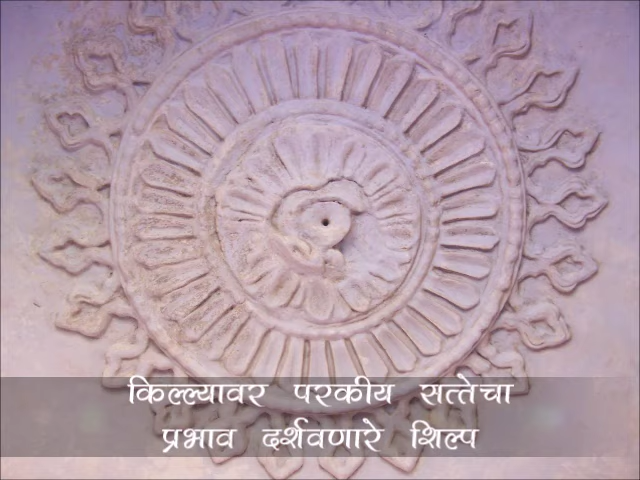 किल्ल्यावर परकीय सत्तेचा
प्रभाव दर्शवणारे शिल्प